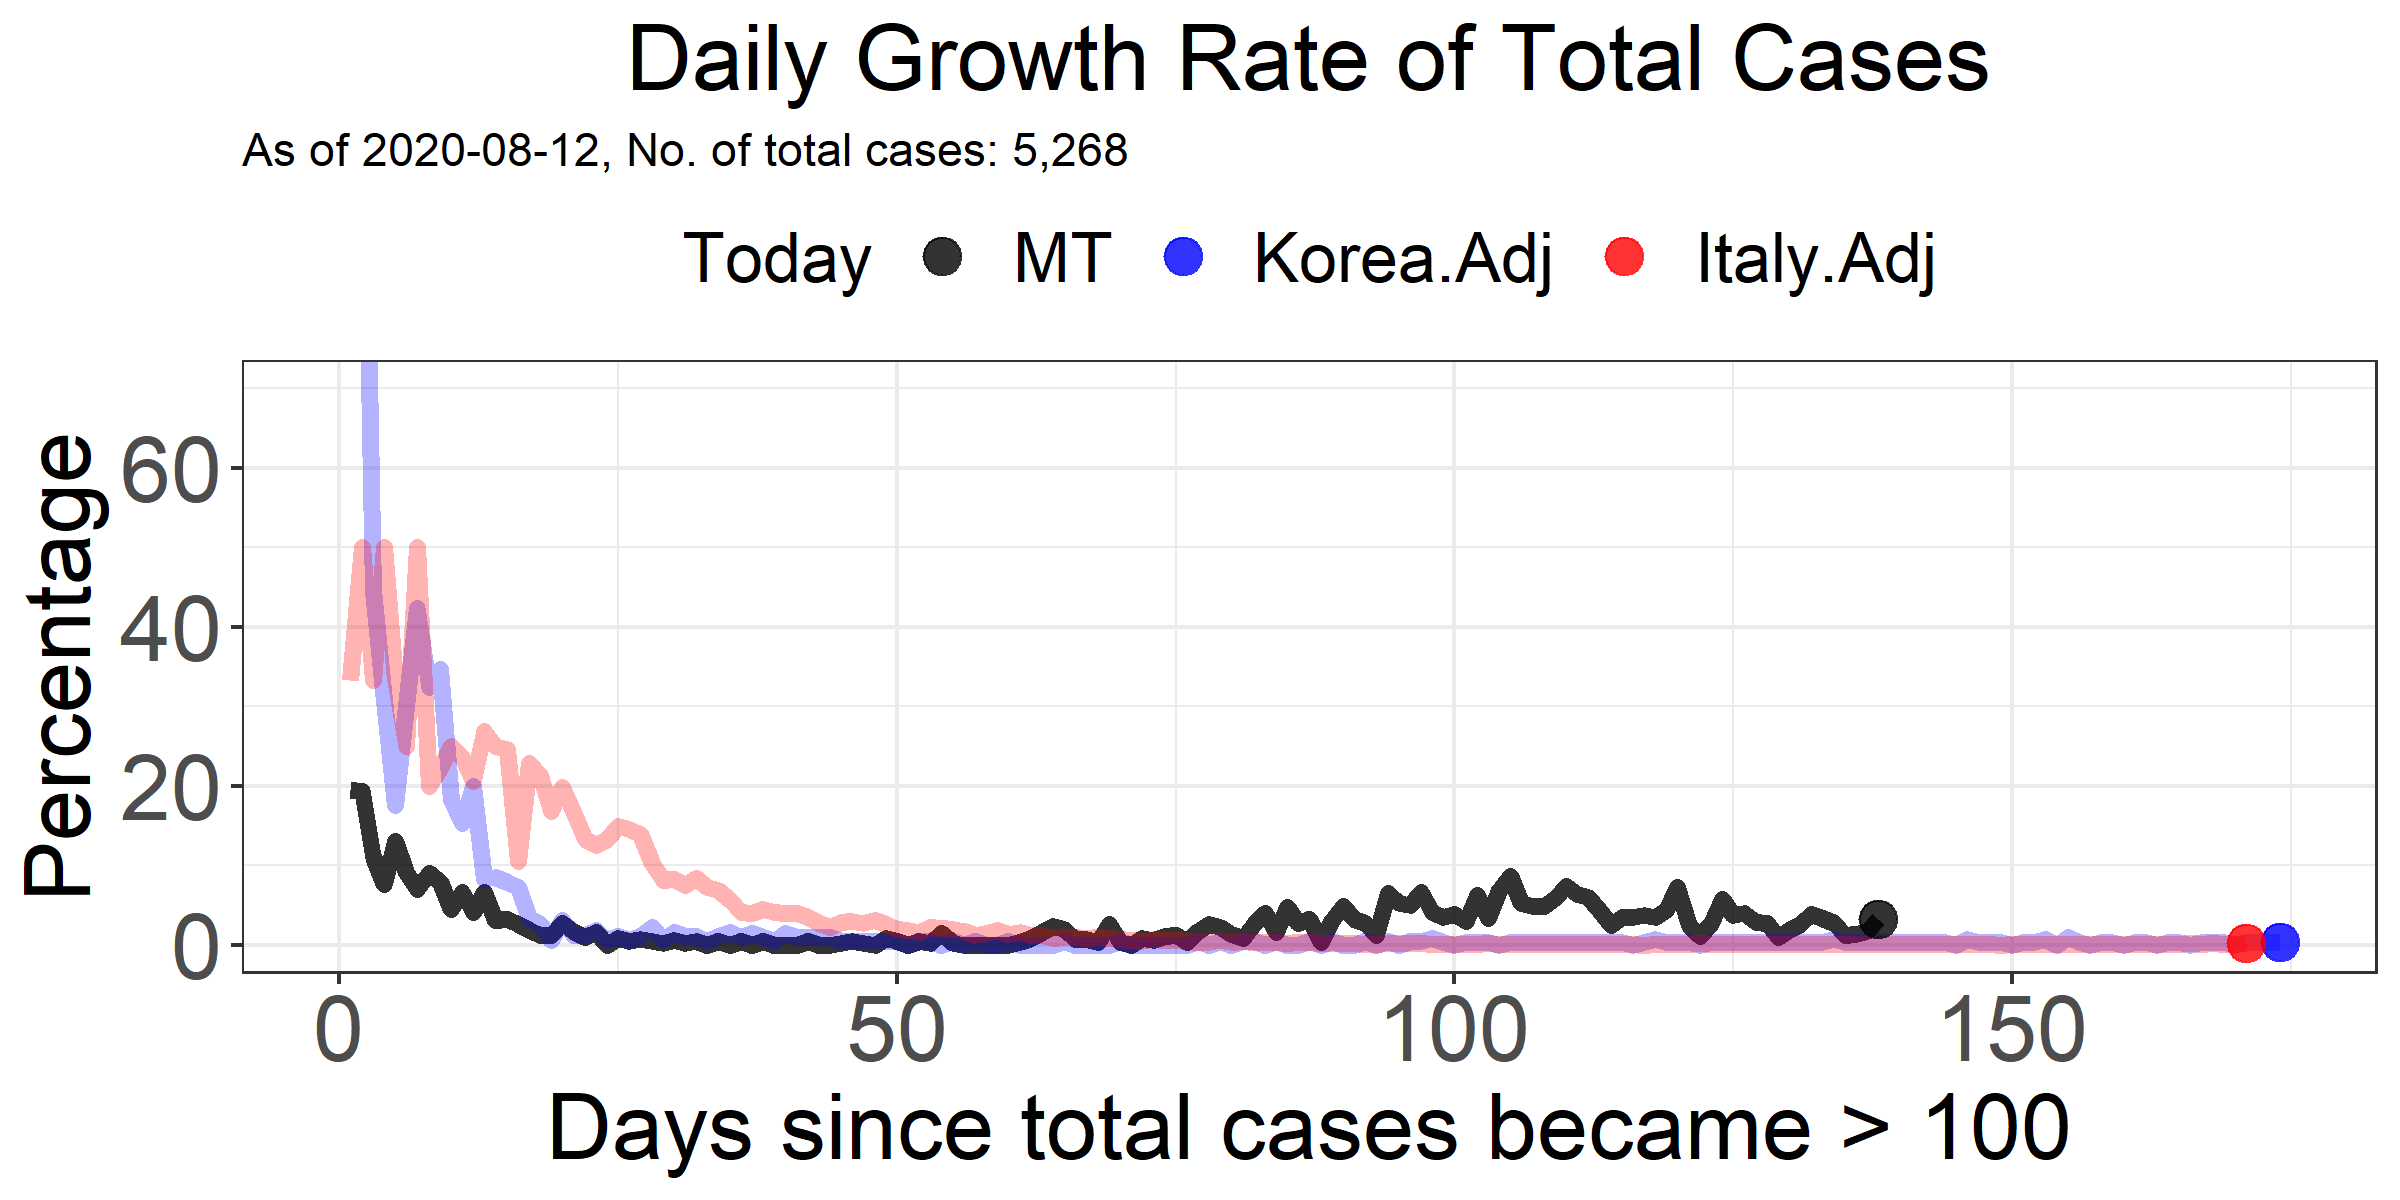 Daily Growth Rate of Total Cases
As of 2020-08-12, No. of total cases: 5,268
Today MT Korea.Adj Italy.Adj
Percentage
60
40
20
0
0 50 100 150
Days since total cases became > 100